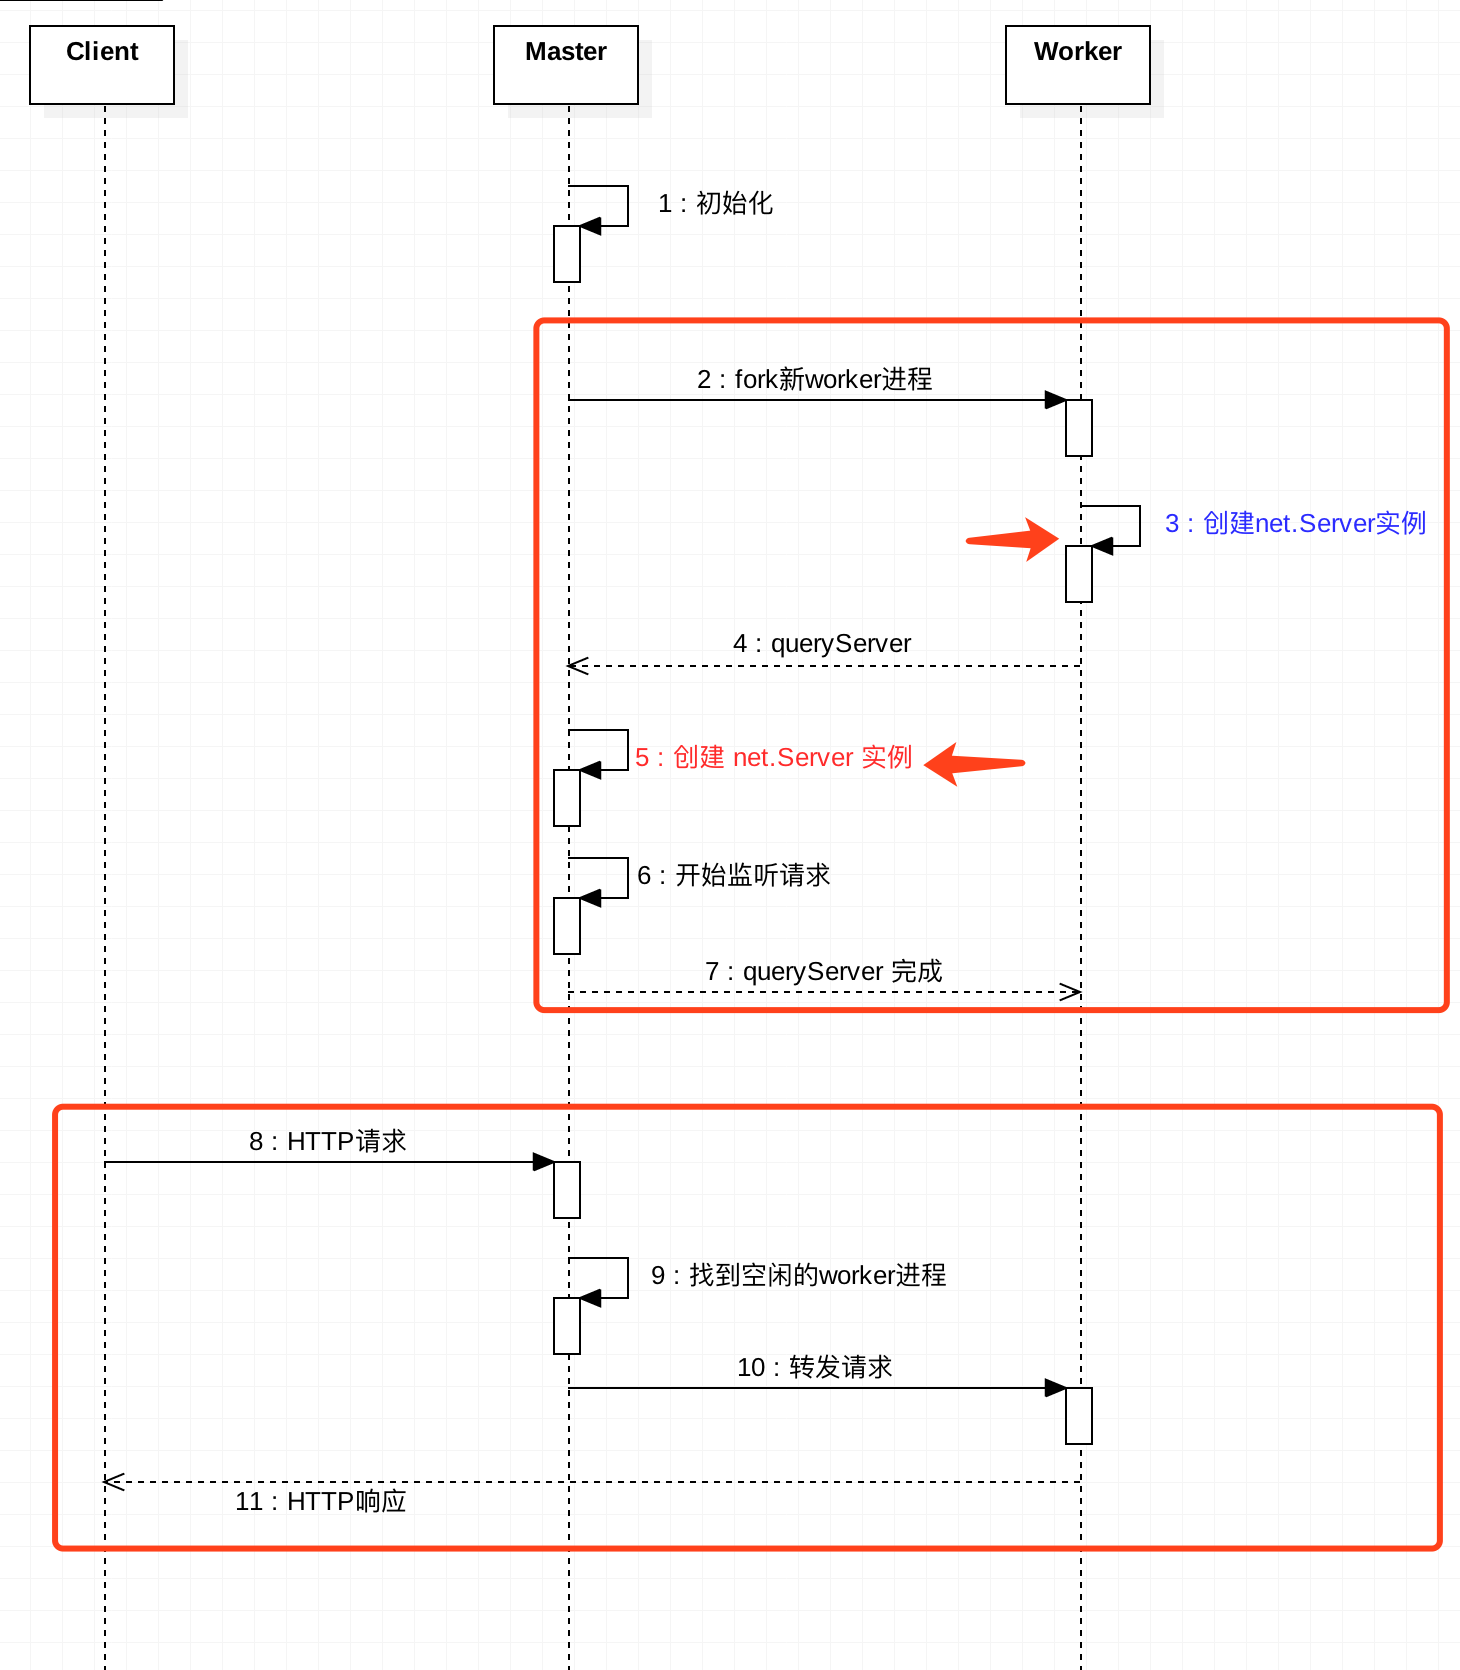 Client
Master
Worker
1 : 初始化
2 : fork新worker进程
3 : 创建net.Server实例
4 : queryServer
5 : 创建 net.Server 实例
6 : 开始监听请求
7 : queryServer 完成
8 : HTTP请求
9 : 找到空闲的worker进程
10 : 转发请求
11 : HTTP响应